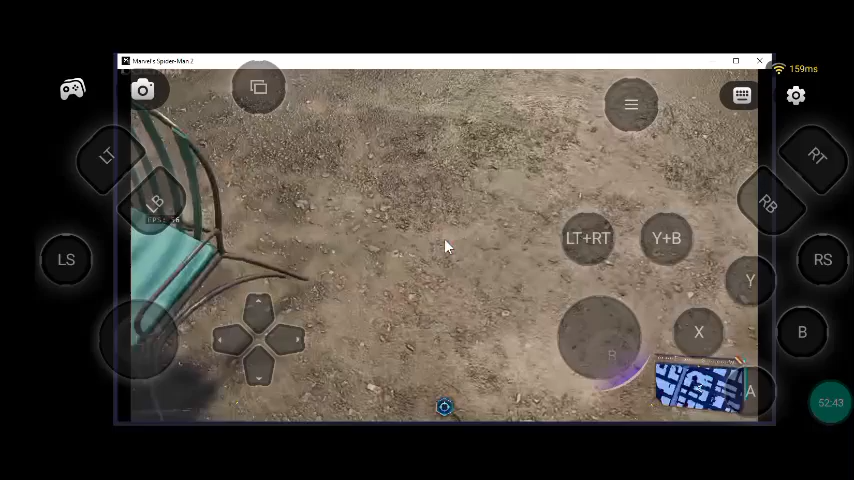 Marvel's Spider-Man 2
159ms
LT
RT
LB
RB
LT+RT
Y+B
LS
RS
Y
X
B
R
A
52:43